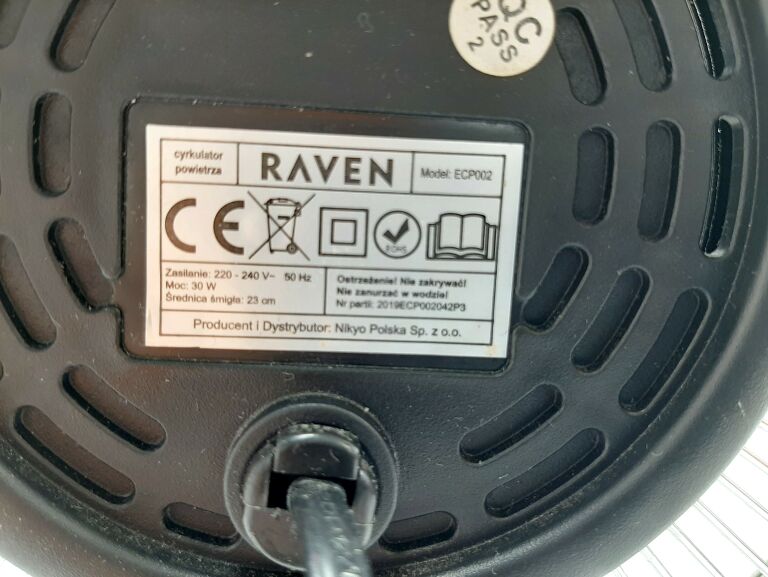 QC
PASS
2
cyrkulator
powietrza
RAVEN
Model: ECP002
CE
ROHS
Zasilanie: 220 - 240 V~ 50 Hz
Moc: 30 W
Średnica śmigła: 23 cm
Ostrzeżenie! Nie zakrywać!
Nie zanurzać w wodzie!
Nr partii: 2019ECP002042P3
Producent i Dystrybutor: Nikyo Polska Sp. z o.o.